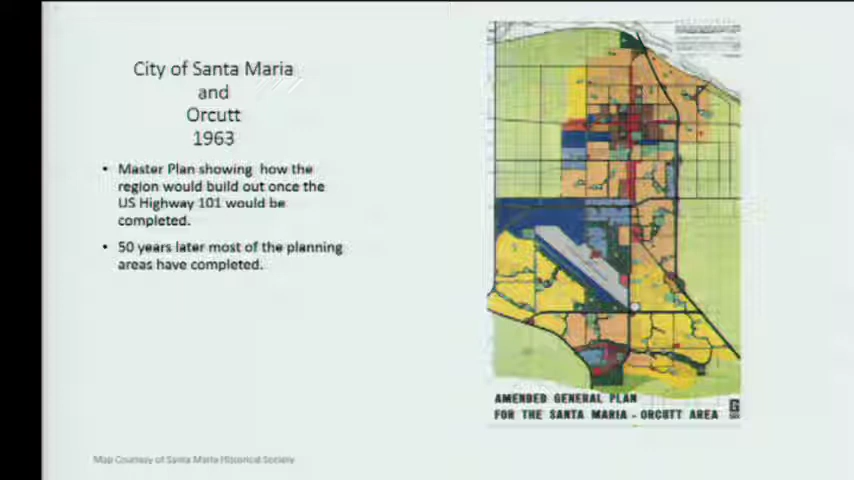 City of Santa Maria
and
Orcutt
1963
• Master Plan showing how the
region would build out once the
US Highway 101 would be
completed.
• 50 years later most of the planning
areas have completed.
AMENDED GENERAL PLAN
FOR THE SANTA MARIA - ORCUTT AREA
Map Courtesy of Santa Maria Historical Society